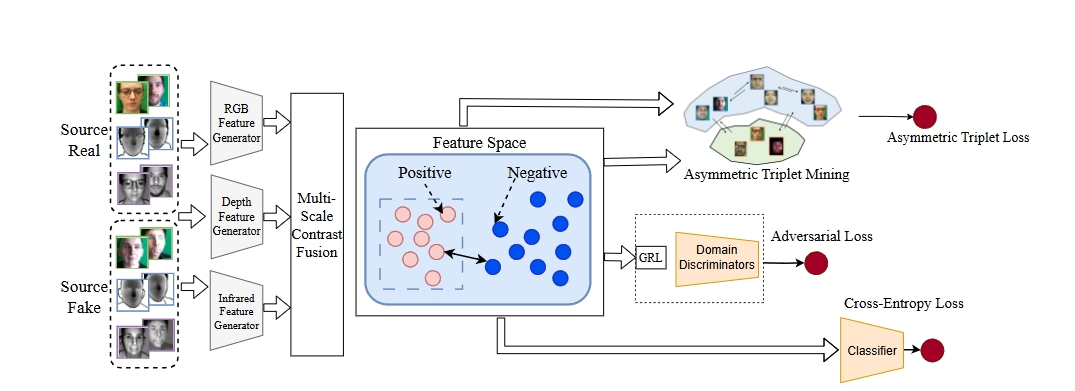 Source
Real
Source
Fake
RGB
Feature
Generator
Depth
Feature
Generator
Infrared
Feature
Generator
Multi-
Scale
Contrast
Fusion
Feature Space
Positive
Negative
Asymmetric Triplet Mining
Asymmetric Triplet Loss
GRL
Domain
Discriminators
Adversarial Loss
Cross-Entropy Loss
Classifier